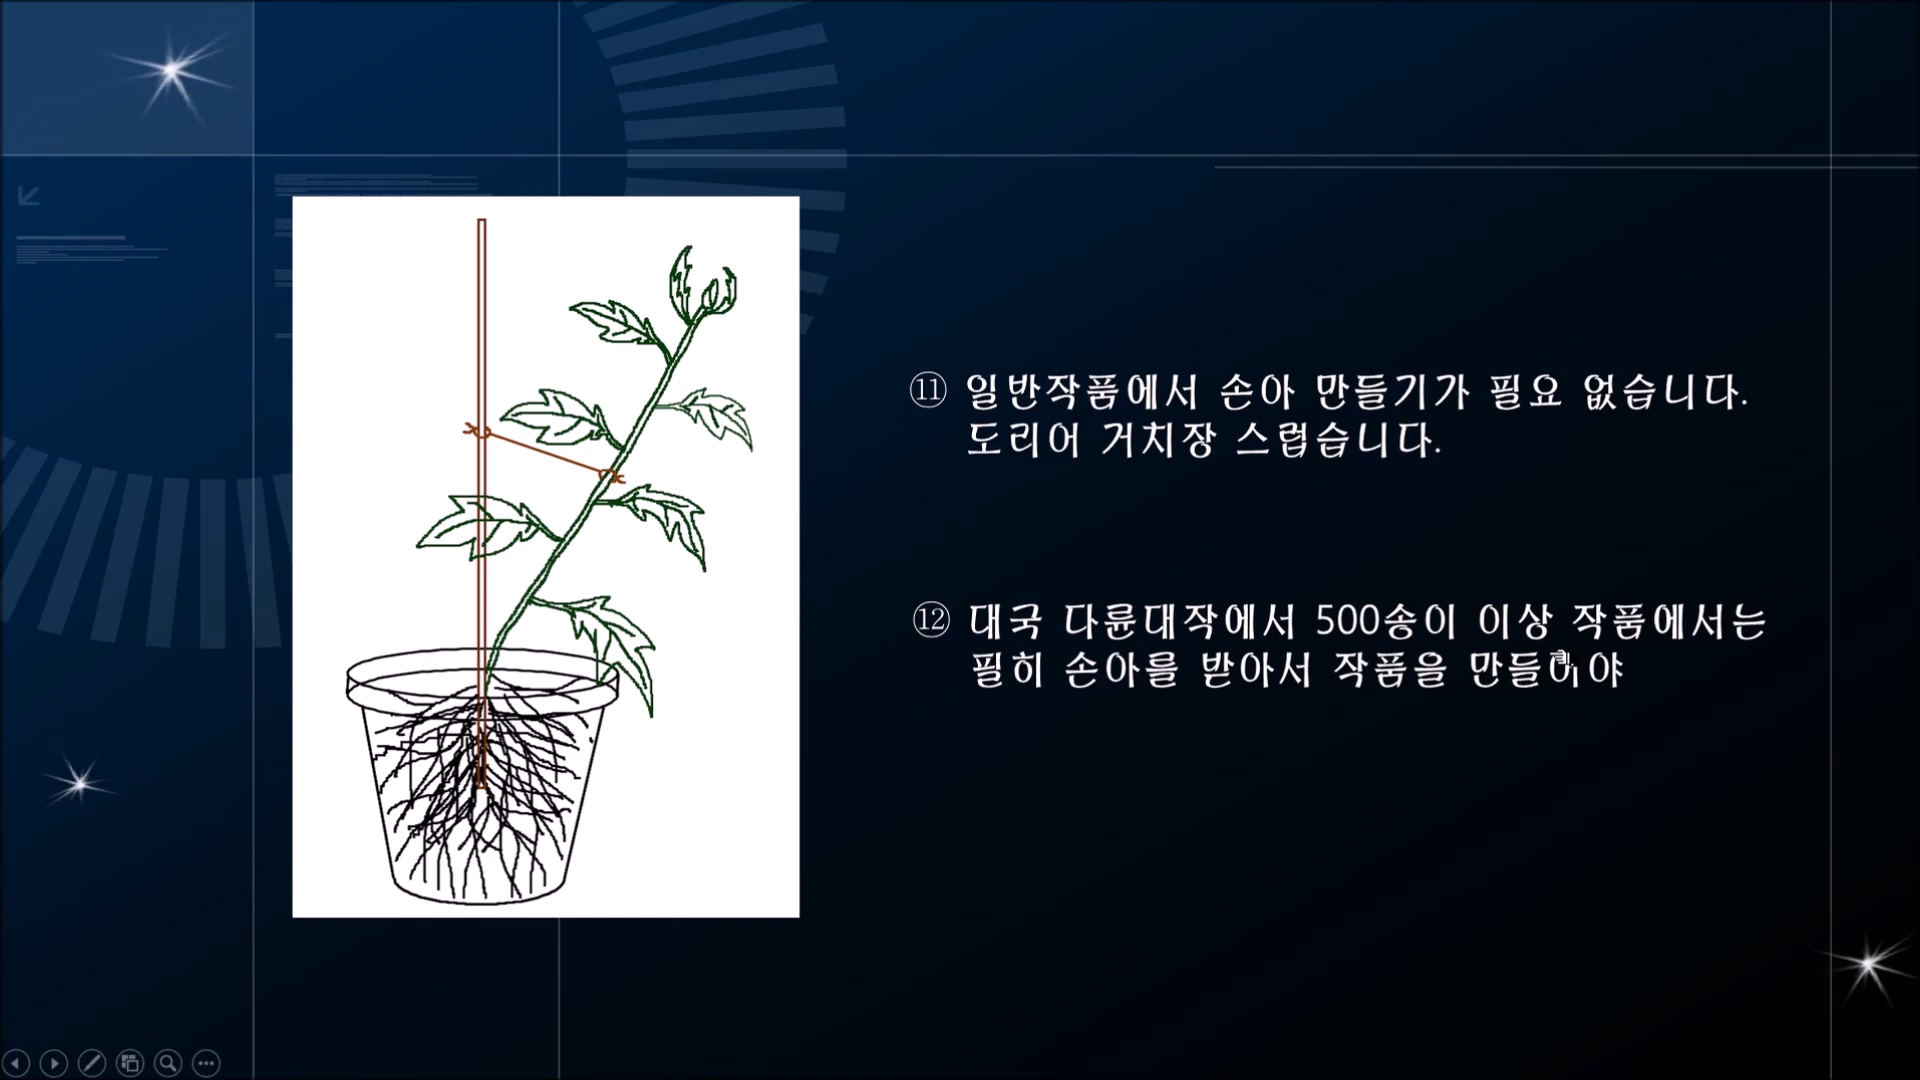 ⑪ 일반작품에서 손아 만들기가 필요 없습니다.
도리어 거치장 스럽습니다.
⑫ 대국 다륜대작에서 500송이 이상 작품에서는
필히 손아를 받아서 작품을 만들어야